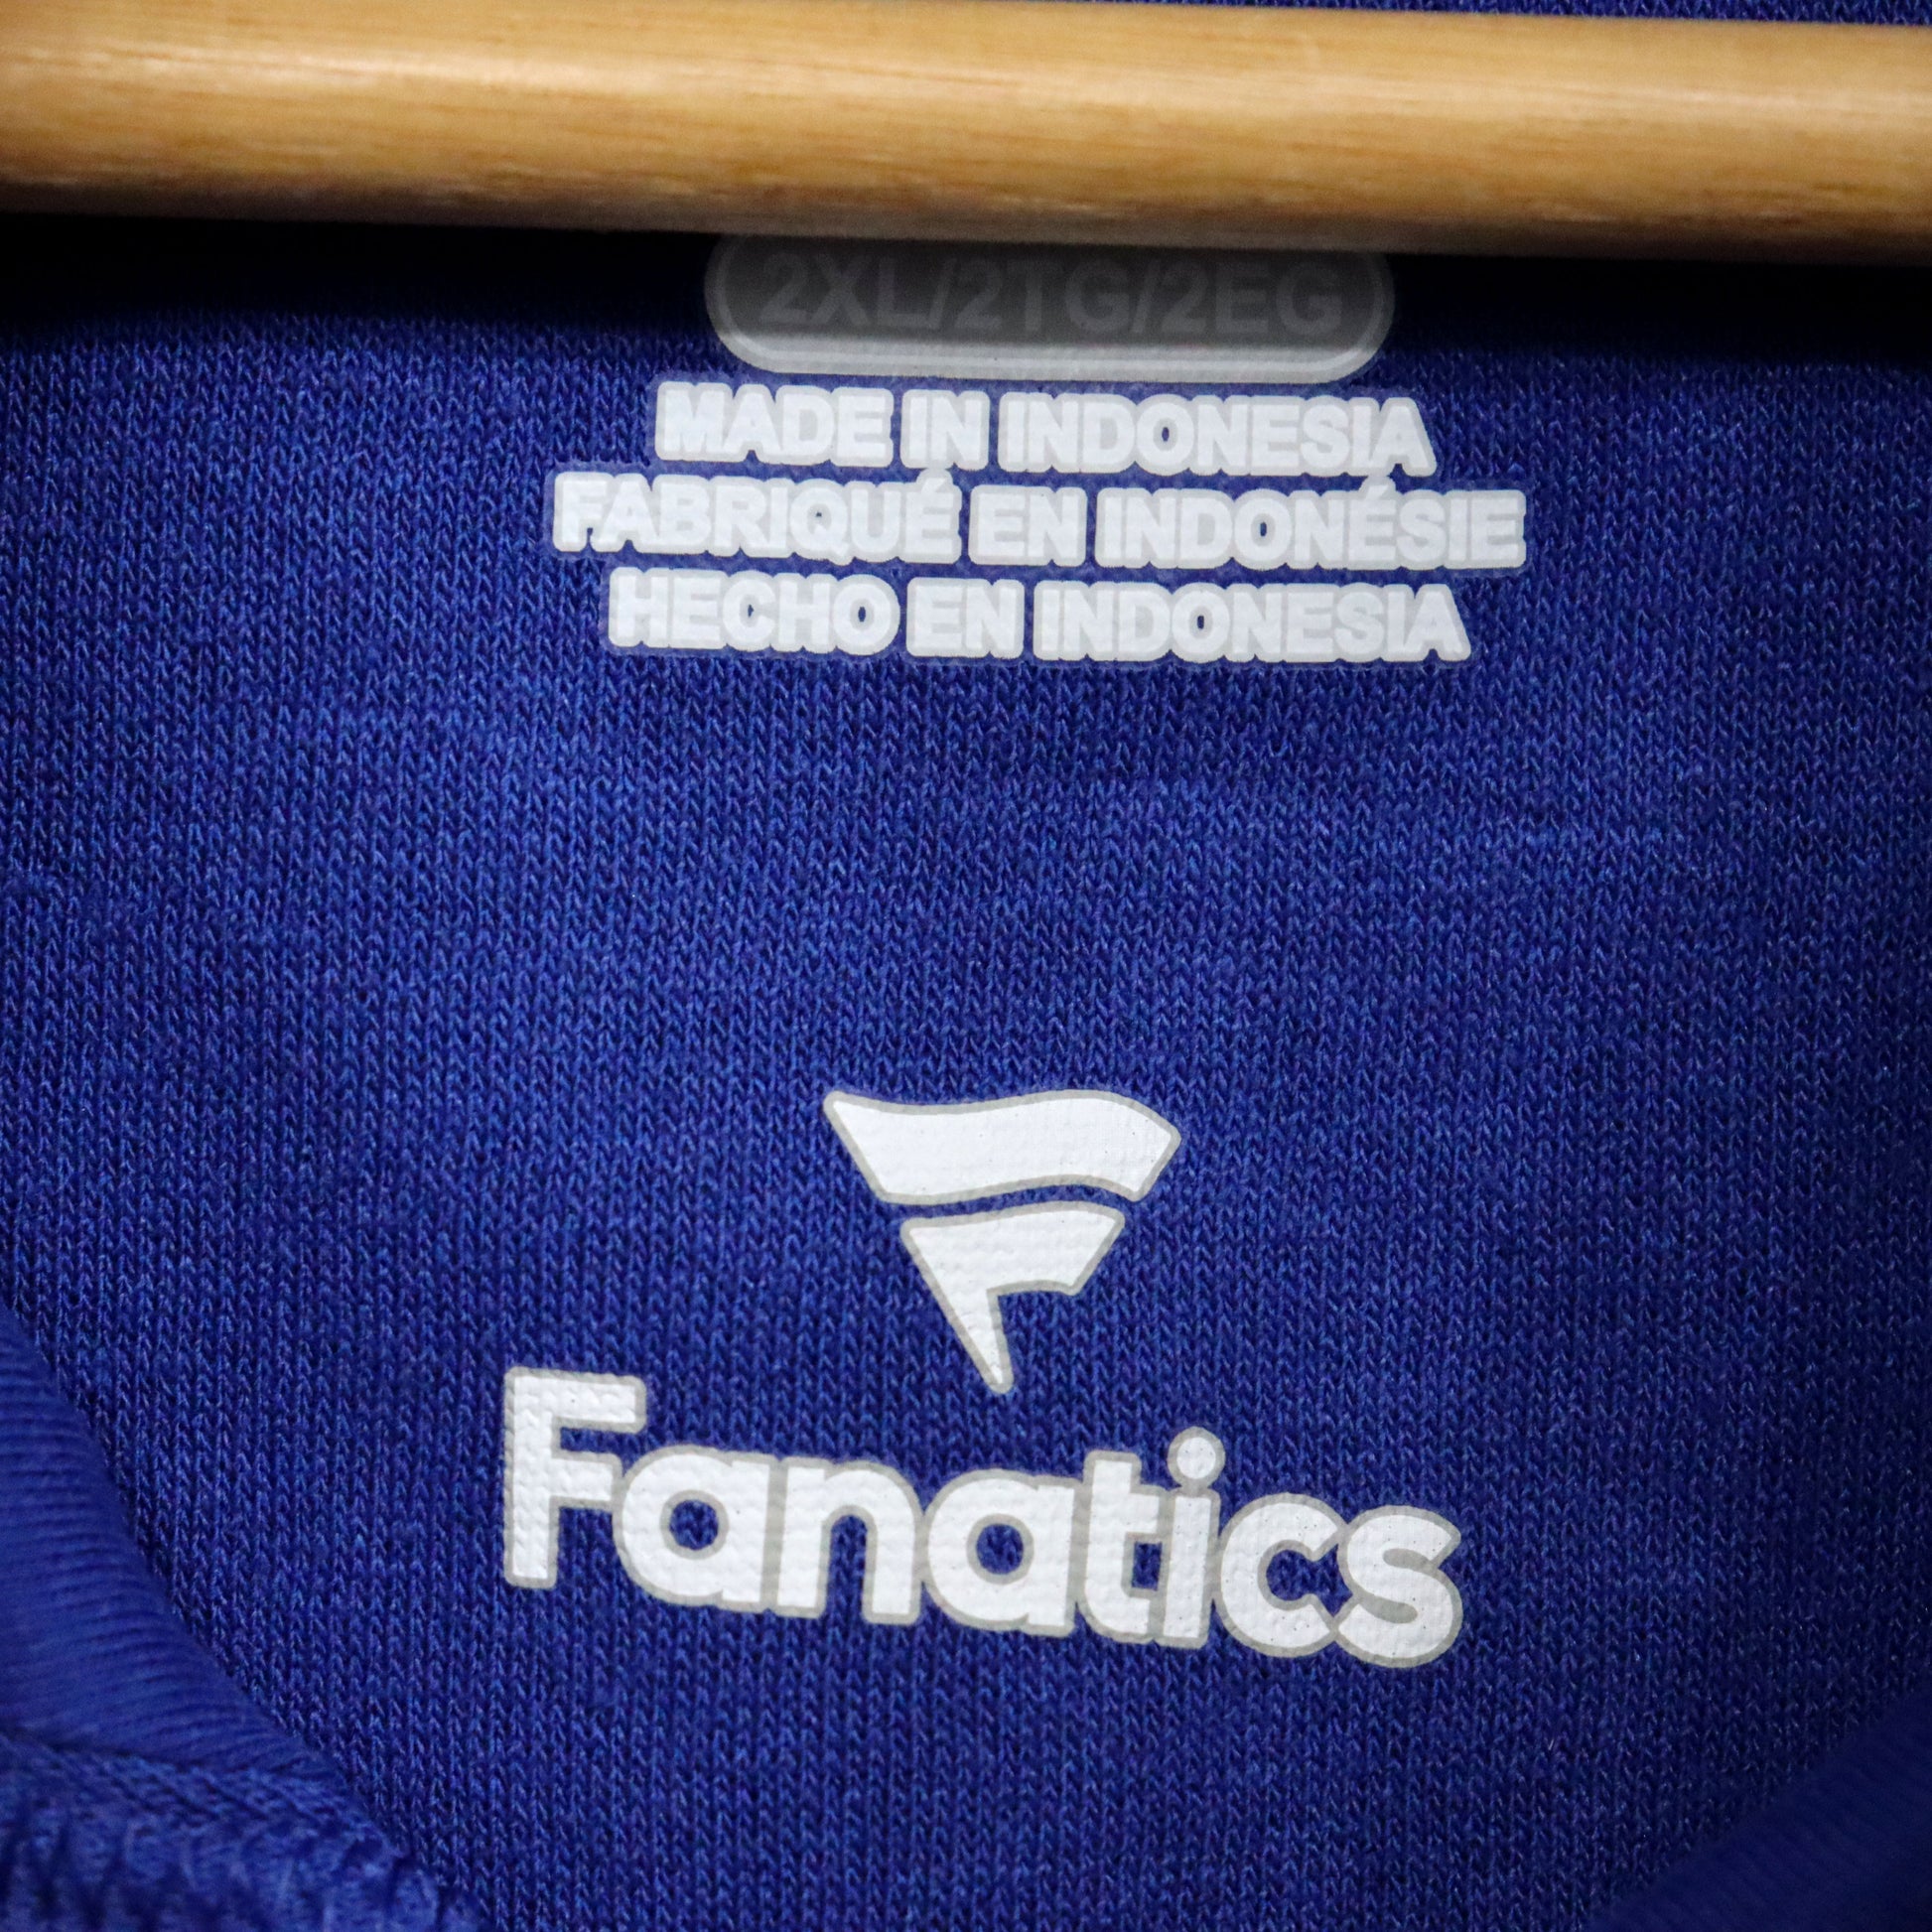 2XL/2TG/2EG
MADE IN INDONESIA
FABRIQUÉ EN INDONÉSIE
HECHO EN INDONESIA
Fanatics